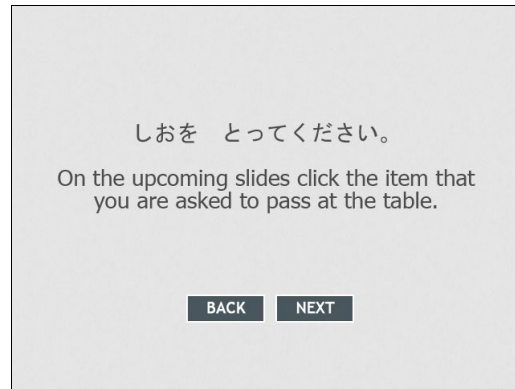 しおを　とってください。
On the upcoming slides click the item that
you are asked to pass at the table.
BACK NEXT